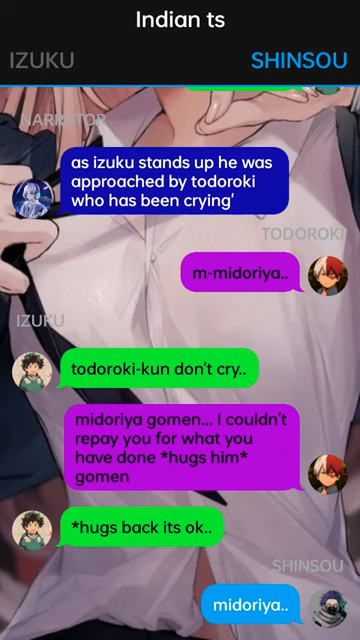 Indian ts
IZUKU
SHINSOU
NARRATOR
as izuku stands up he was
approached by todoroki
who has been crying'
TODOROKI
m-midoriya..
IZUKU
todoroki-kun don't cry..
midoriya gomen... I couldn't
repay you for what you
have done *hugs him*
gomen
*hugs back its ok..
SHINSOU
midoriya..